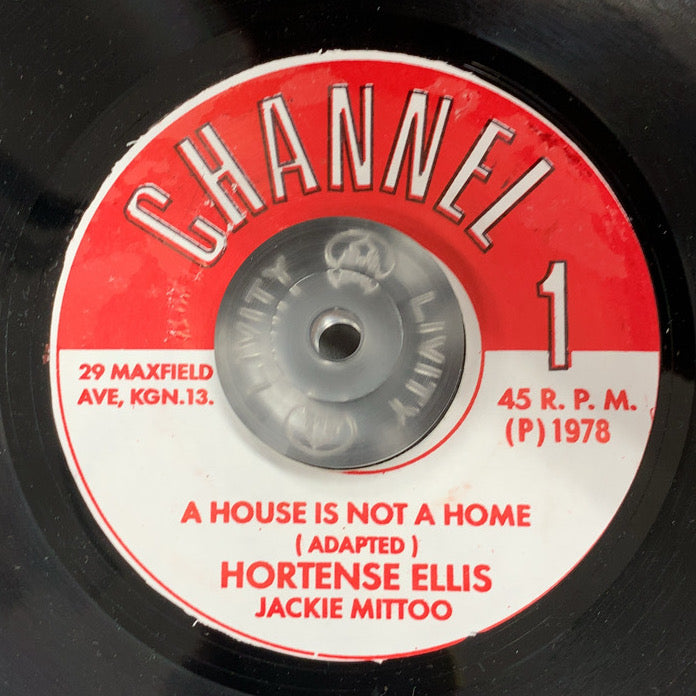 CHANNEL
1
LIVITY
LIVITY
29 MAXFIELD
AVE, KGN.13.
45 R. P. M.
(P) 1978
A HOUSE IS NOT A HOME
( ADAPTED )
HORTENSE ELLIS
JACKIE MITTOO